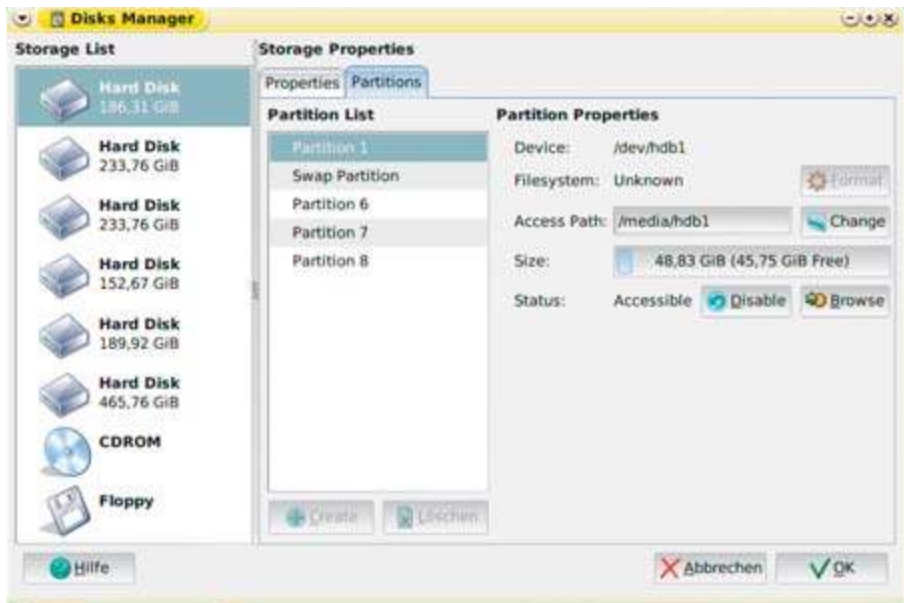 Disks Manager
Storage List
Hard Disk
186,31 GiB
Hard Disk
233,76 GiB
Hard Disk
233,76 GiB
Hard Disk
152,67 GiB
Hard Disk
189,92 GiB
Hard Disk
465,76 GiB
CDROM
Floppy
Storage Properties
Properties
Partitions
Partition List
Partition 1
Swap Partition
Partition 6
Partition 7
Partition 8
Create
Löschen
Partition Properties
Device: /dev/hdb1
Filesystem: Unknown
Format
Access Path: /media/hdb1
Change
Size: 48,83 GiB (45,75 GiB Free)
Status: Accessible
Disable
Browse
Hilfe
Abbrechen
OK